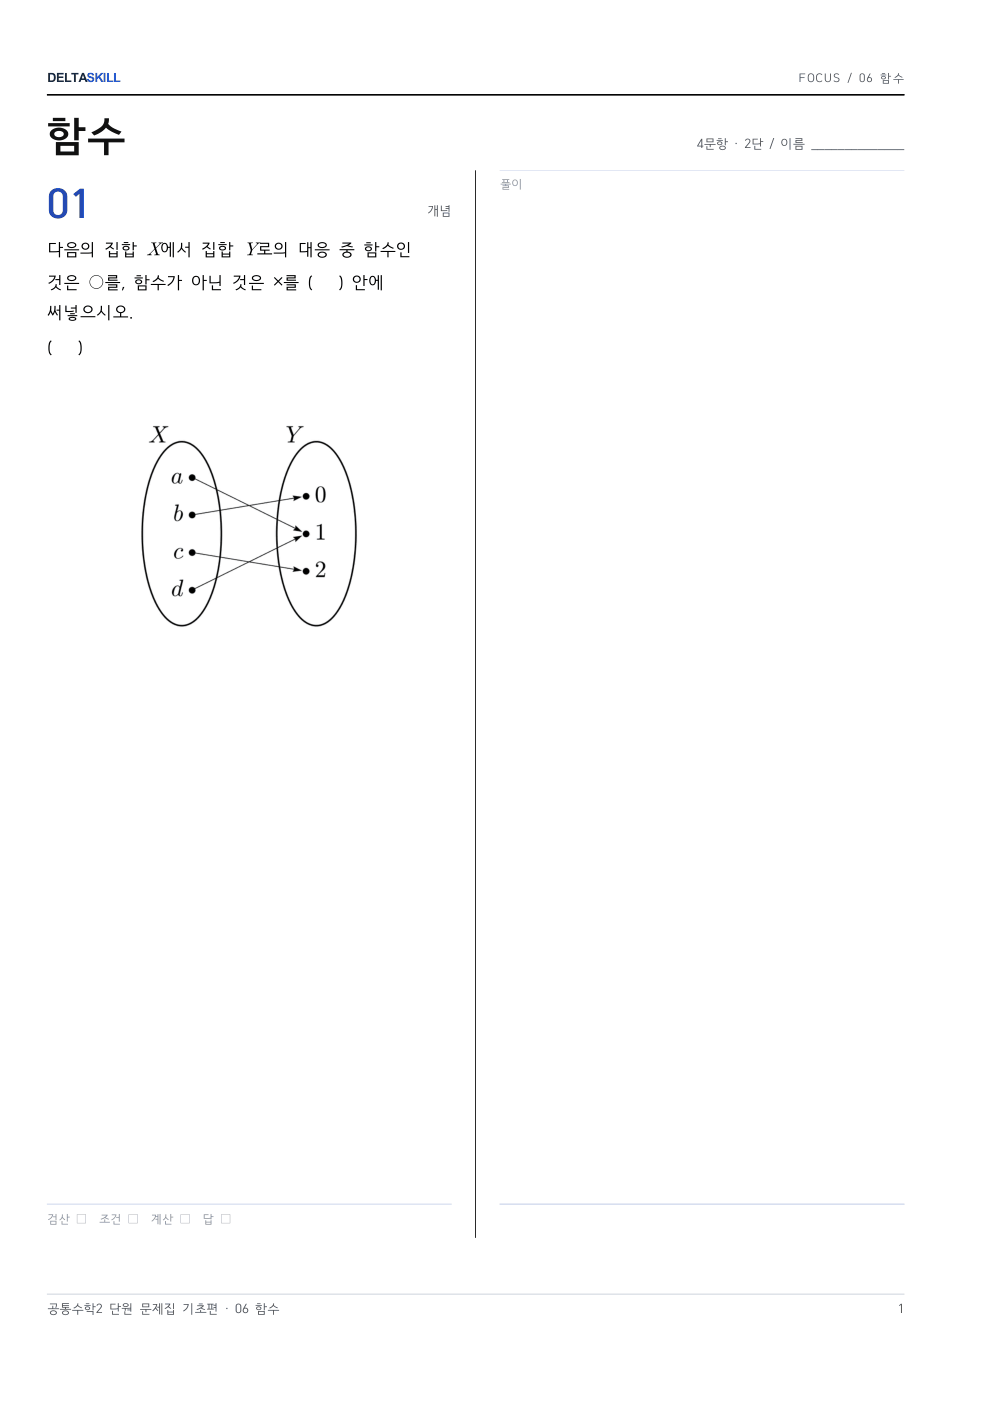 DELTASKILL
FOCUS / 06 함수
함수
4문항 · 2단 / 이름 ______________
01
개념
다음의 집합 X에서 집합 Y로의 대응 중 함수인
것은 ○를, 함수가 아닌 것은 ×를 (   ) 안에
써넣으시오.
(   )
X Y
a
0
b
1
c
2
d
풀이
검산 □ 조건 □ 계산 □ 답 □
공통수학2 단원 문제집 기초편 · 06 함수
1